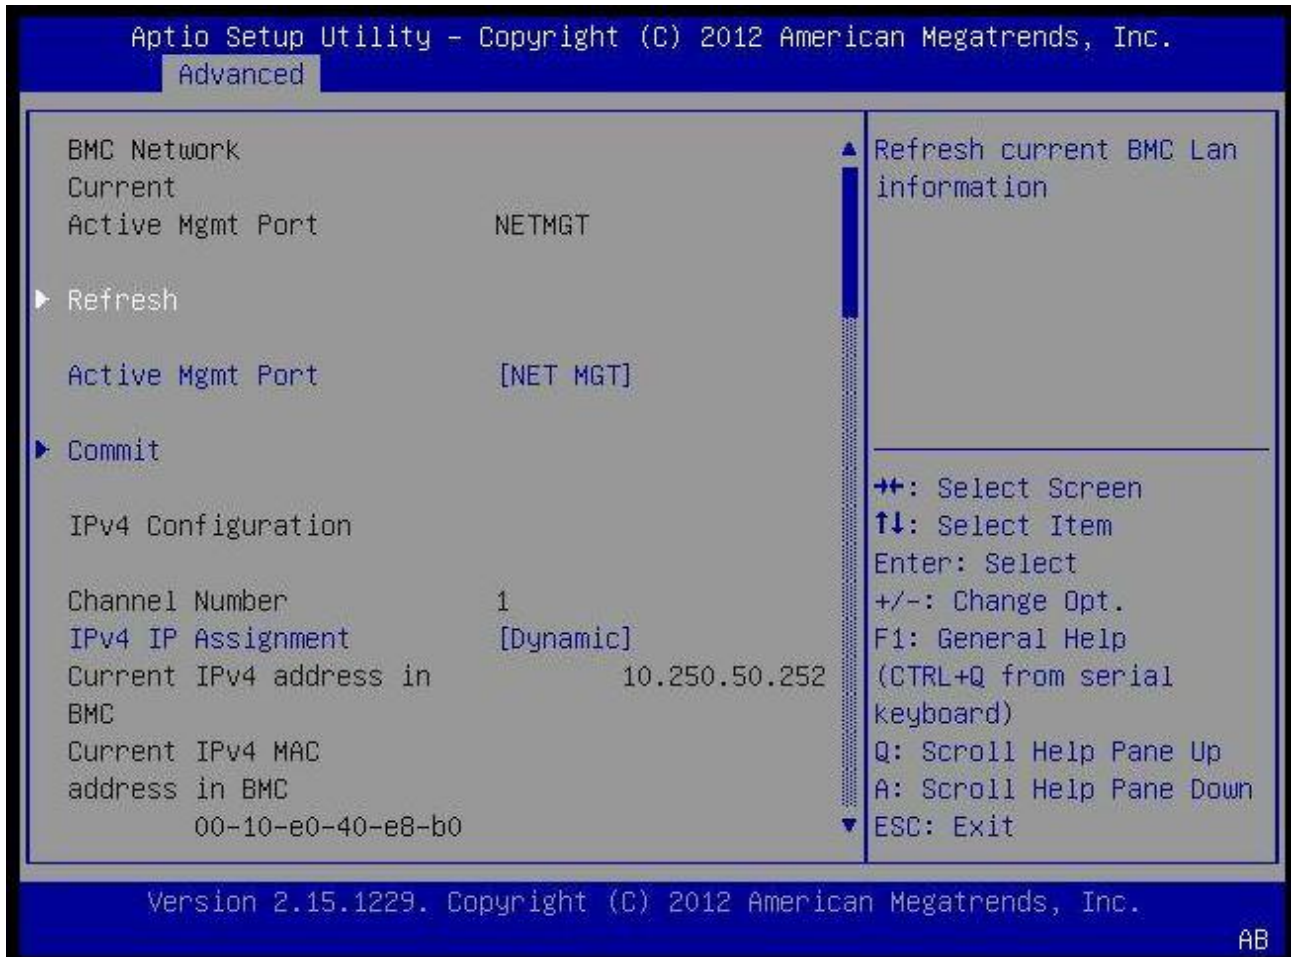 Aptio Setup Utility – Copyright (C) 2012 American Megatrends, Inc.
Advanced
BMC Network
Current
Active Mgmt Port NETMGT
Refresh
Active Mgmt Port [NET MGT]
Commit
IPv4 Configuration
Channel Number 1
IPv4 IP Assignment [Dynamic]
Current IPv4 address in 10.250.50.252
BMC
Current IPv4 MAC
address in BMC
00-10-e0-40-e8-b0
Refresh current BMC Lan
information
→←: Select Screen
↑↓: Select Item
Enter: Select
+/-: Change Opt.
F1: General Help
(CTRL+Q from serial
keyboard)
Q: Scroll Help Pane Up
A: Scroll Help Pane Down
ESC: Exit
Version 2.15.1229. Copyright (C) 2012 American Megatrends, Inc.
AB